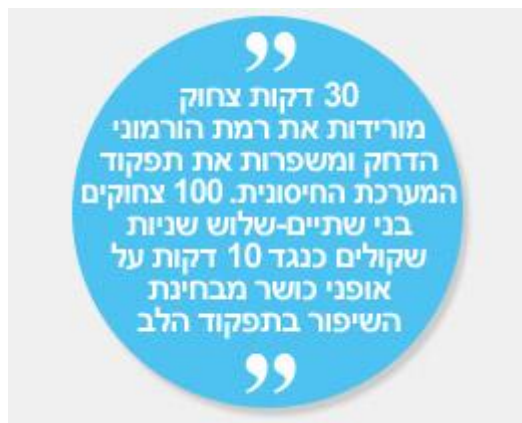 ”
30 דקות צחוק
מורידות את רמת הורמוני
הדחק ומשפרות את תפקוד
המערכת החיסונית. 100 צחוקים
בני שתיים-שלוש שניות
שקולים כנגד 10 דקות על
אופני כושר מבחינת
השיפור בתפקוד הלב
”